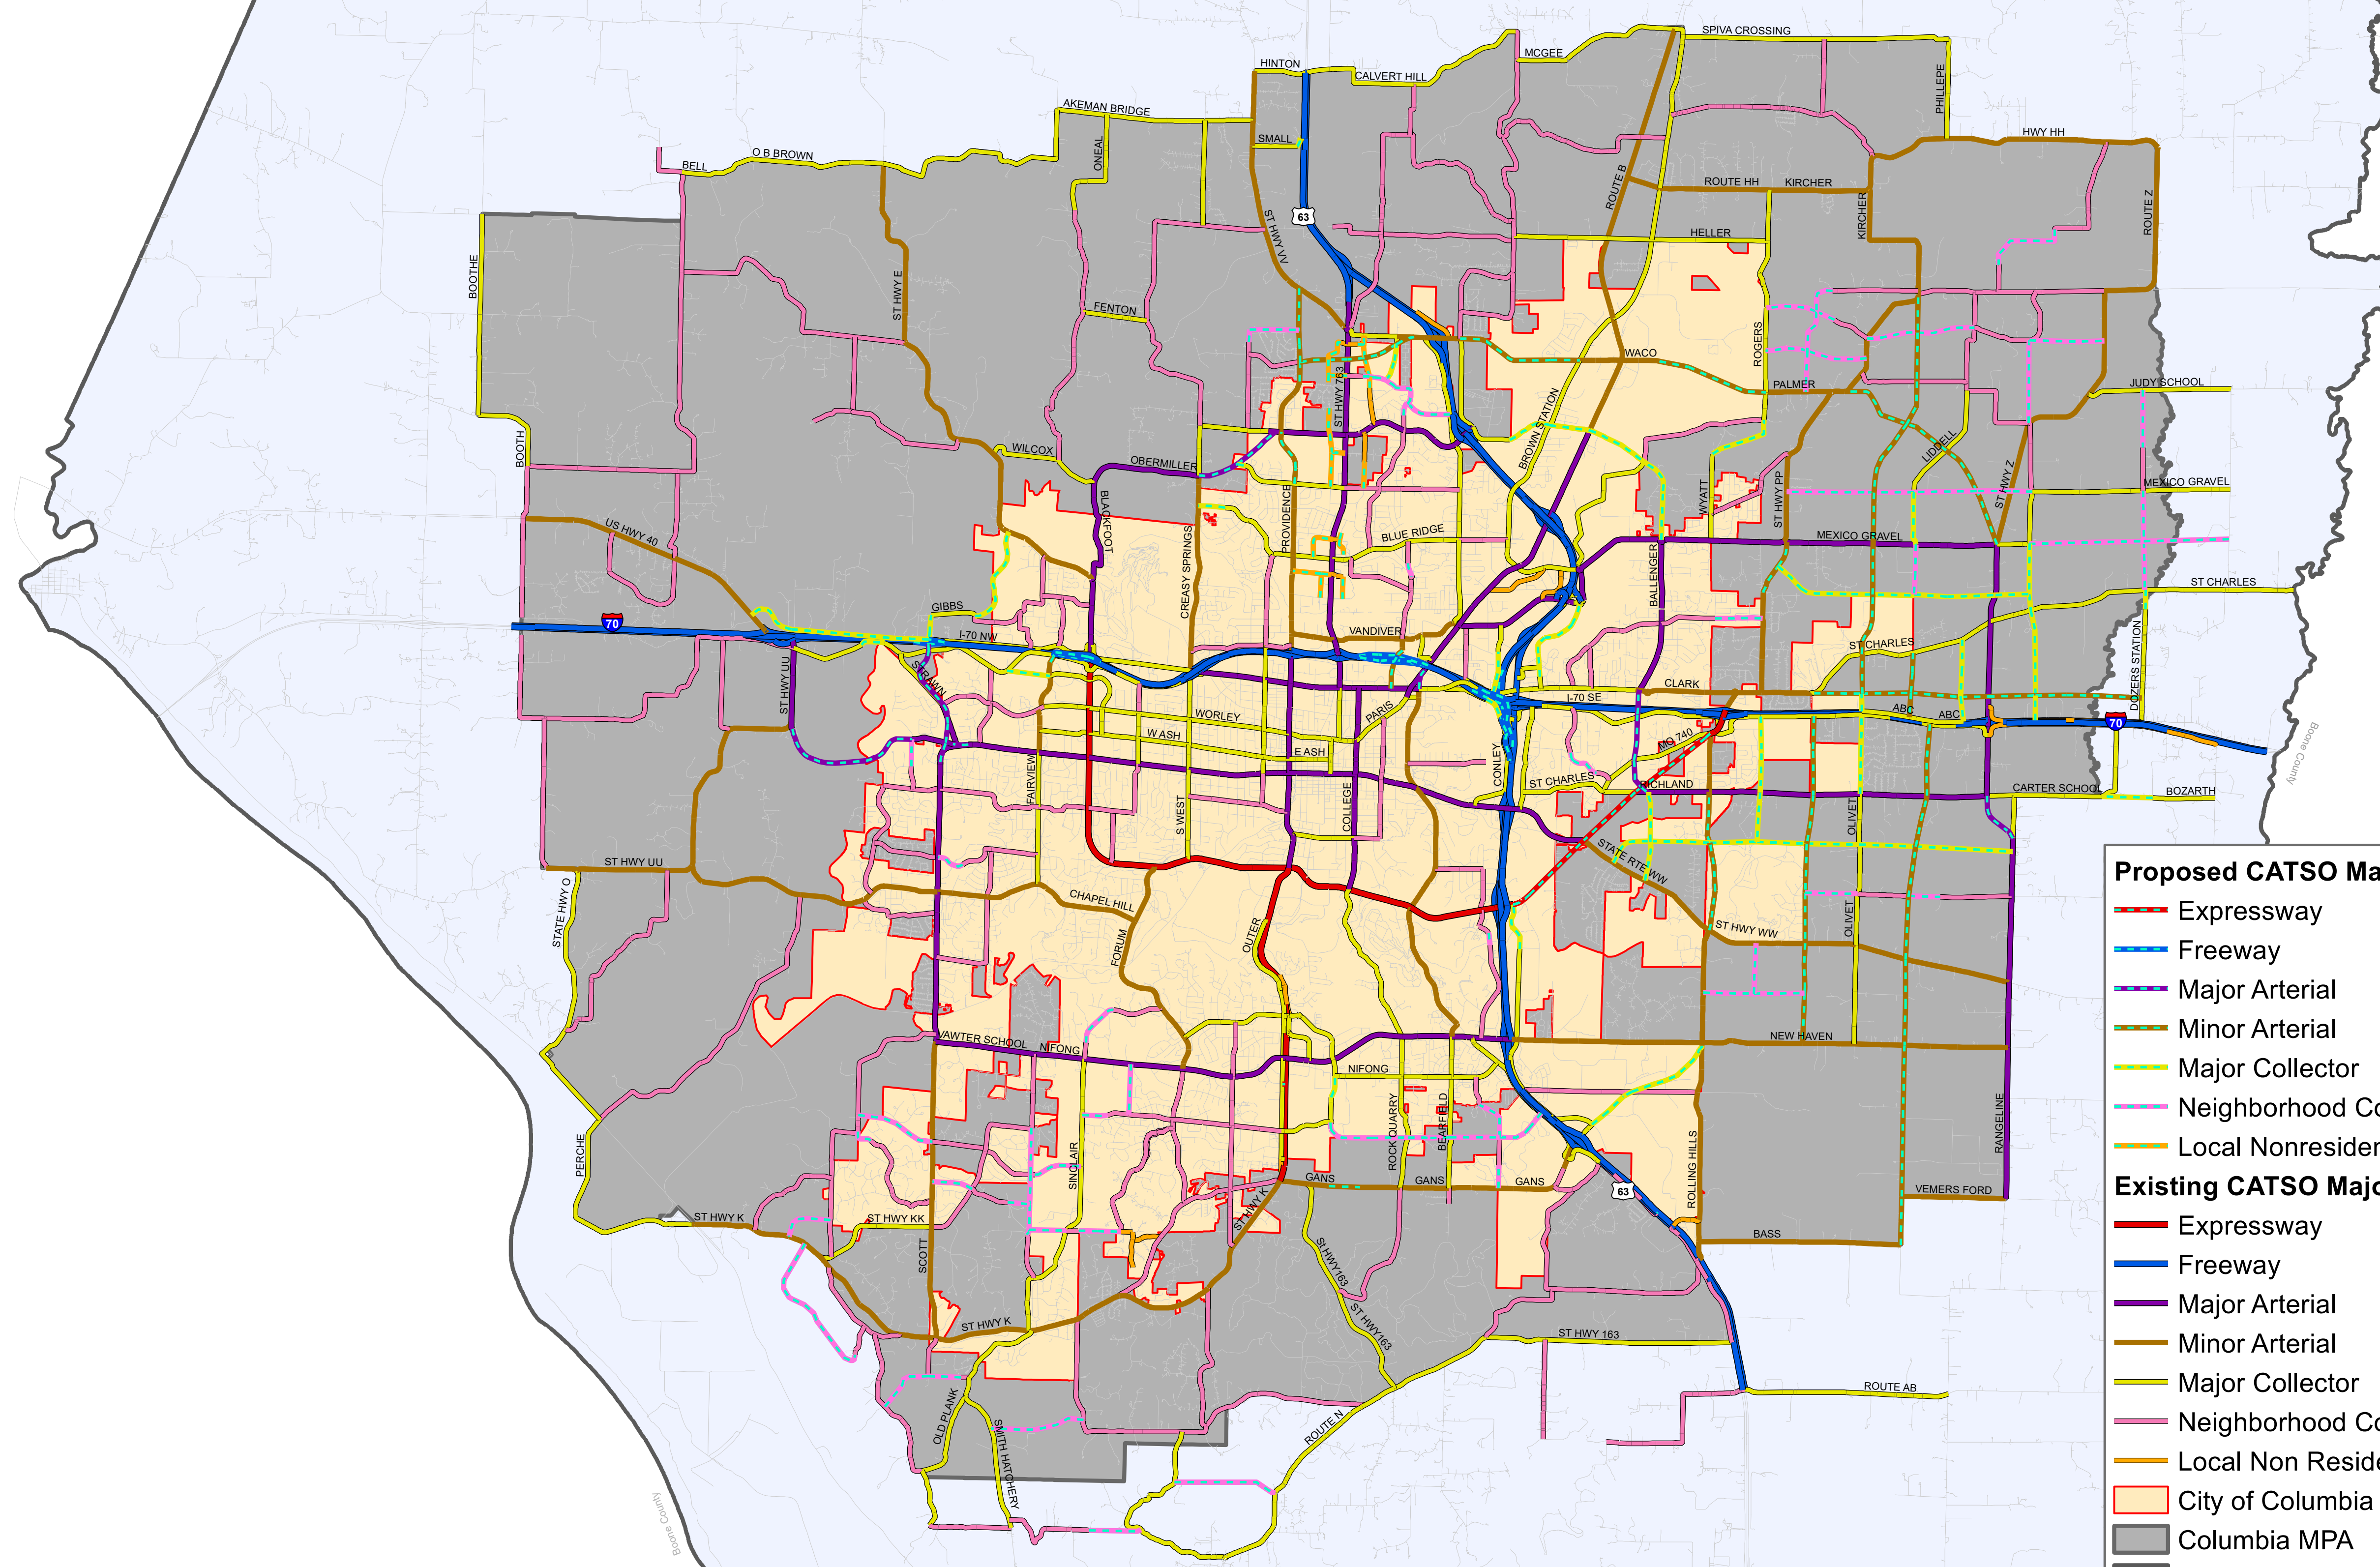 SPIVA CROSSING
MCGEE
HINTON
CALVERT HILL
PHILLEPE
AKEMAN BRIDGE
SMALL
HWY HH
ONEAL
O B BROWN
BELL
ROUTE B
ROUTE HH
KIRCHER
KIRCHER
ROUTE Z
63
ST HWY VV
HELLER
BOOTHE
ST HWY E
FENTON
ROGERS
WACO
ST HWY 763
PALMER
JUDY SCHOOL
BROWN STATION
BOOTH
WILCOX
OBERMILLER
LIDDELL
BLACKFOOT
PROVIDENCE
WYATT
ST HWY PP
ST HWY Z
MEXICO GRAVEL
US HWY 40
CREASY SPRINGS
BLUE RIDGE
MEXICO GRAVEL
BALLENGER
ST CHARLES
GIBBS
70
I-70 NW
VANDIVER
ST CHARLES
STRAWN
ST HWY UU
CLARK
I-70 SE
DOZERS STATION
WORLEY
PARIS
ABC
ABC
70
W ASH
E ASH
MO 740
CONLEY
Boone County
FAIRVIEW
ST CHARLES
RICHLAND
CARTER SCHOOL
BOZARTH
S WEST
COLLEGE
OLIVET
ST HWY UU
STATE RTE WW
Proposed CATSO Ma
STATE HWY O
CHAPEL HILL
Expressway
FORUM
OUTER
OLIVET
ST HWY WW
Freeway
Major Arterial
VAWTER SCHOOL
NIFONG
NEW HAVEN
Minor Arterial
NIFONG
Major Collector
ROCK QUARRY
BEARFIELD
RANGELINE
Neighborhood Co
PERCHE
SINCLAIR
ROLLING HILLS
Local Nonresiden
GANS
GANS
GANS
63
VEMERS FORD
Existing CATSO Majo
ST HWY K
ST HWY KK
ST HWY K
Expressway
SCOTT
ST HWY163
BASS
Freeway
Major Arterial
ST HWY K
ST HWY163
ST HWY 163
Minor Arterial
ROUTE AB
Major Collector
OLD PLANK
SMITH HATCHERY
ROUTE N
Neighborhood Co
Local Non Reside
Boone County
City of Columbia
Columbia MPA